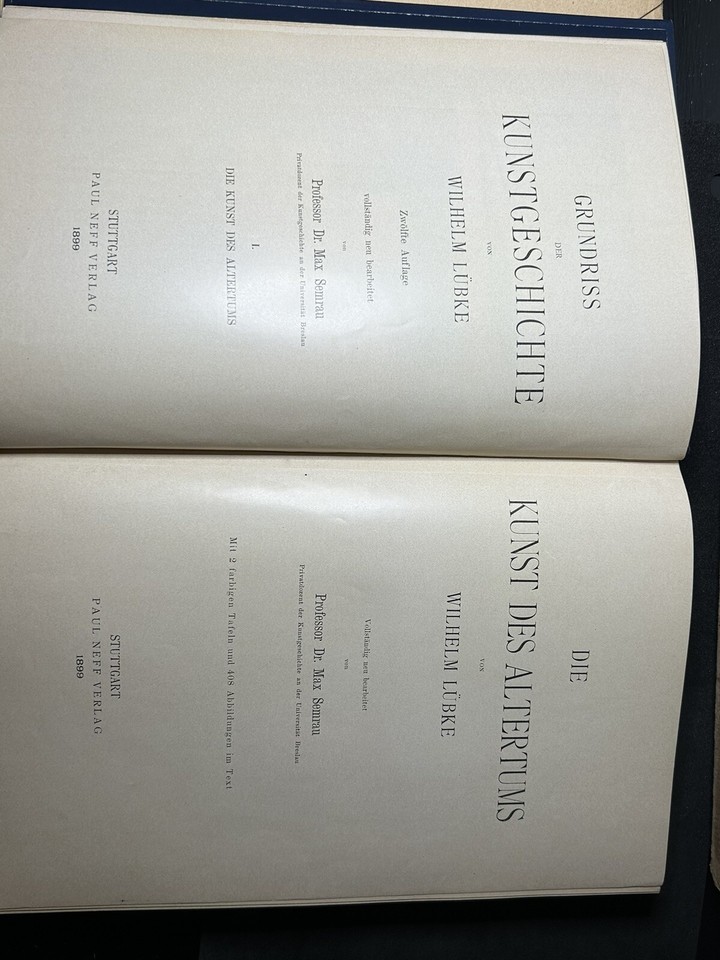 GRUNDRISS
DER
KUNSTGESCHICHTE
VON
WILHELM LÜBKE
Zwölfte Auflage
vollständig neu bearbeitet
von
Professor Dr. Max Semrau
Privatdozent der Kunstgeschichte an der Universität Breslau
I.
DIE KUNST DES ALTERTUMS
STUTTGART
PAUL NEFF VERLAG
1899
DIE
KUNST DES ALTERTUMS
VON
WILHELM LÜBKE
Vollständig neu bearbeitet
von
Professor Dr. Max Semrau
Privatdozent der Kunstgeschichte an der Universität Breslau
Mit 2 farbigen Tafeln und 408 Abbildungen im Text
STUTTGART
PAUL NEFF VERLAG
1899